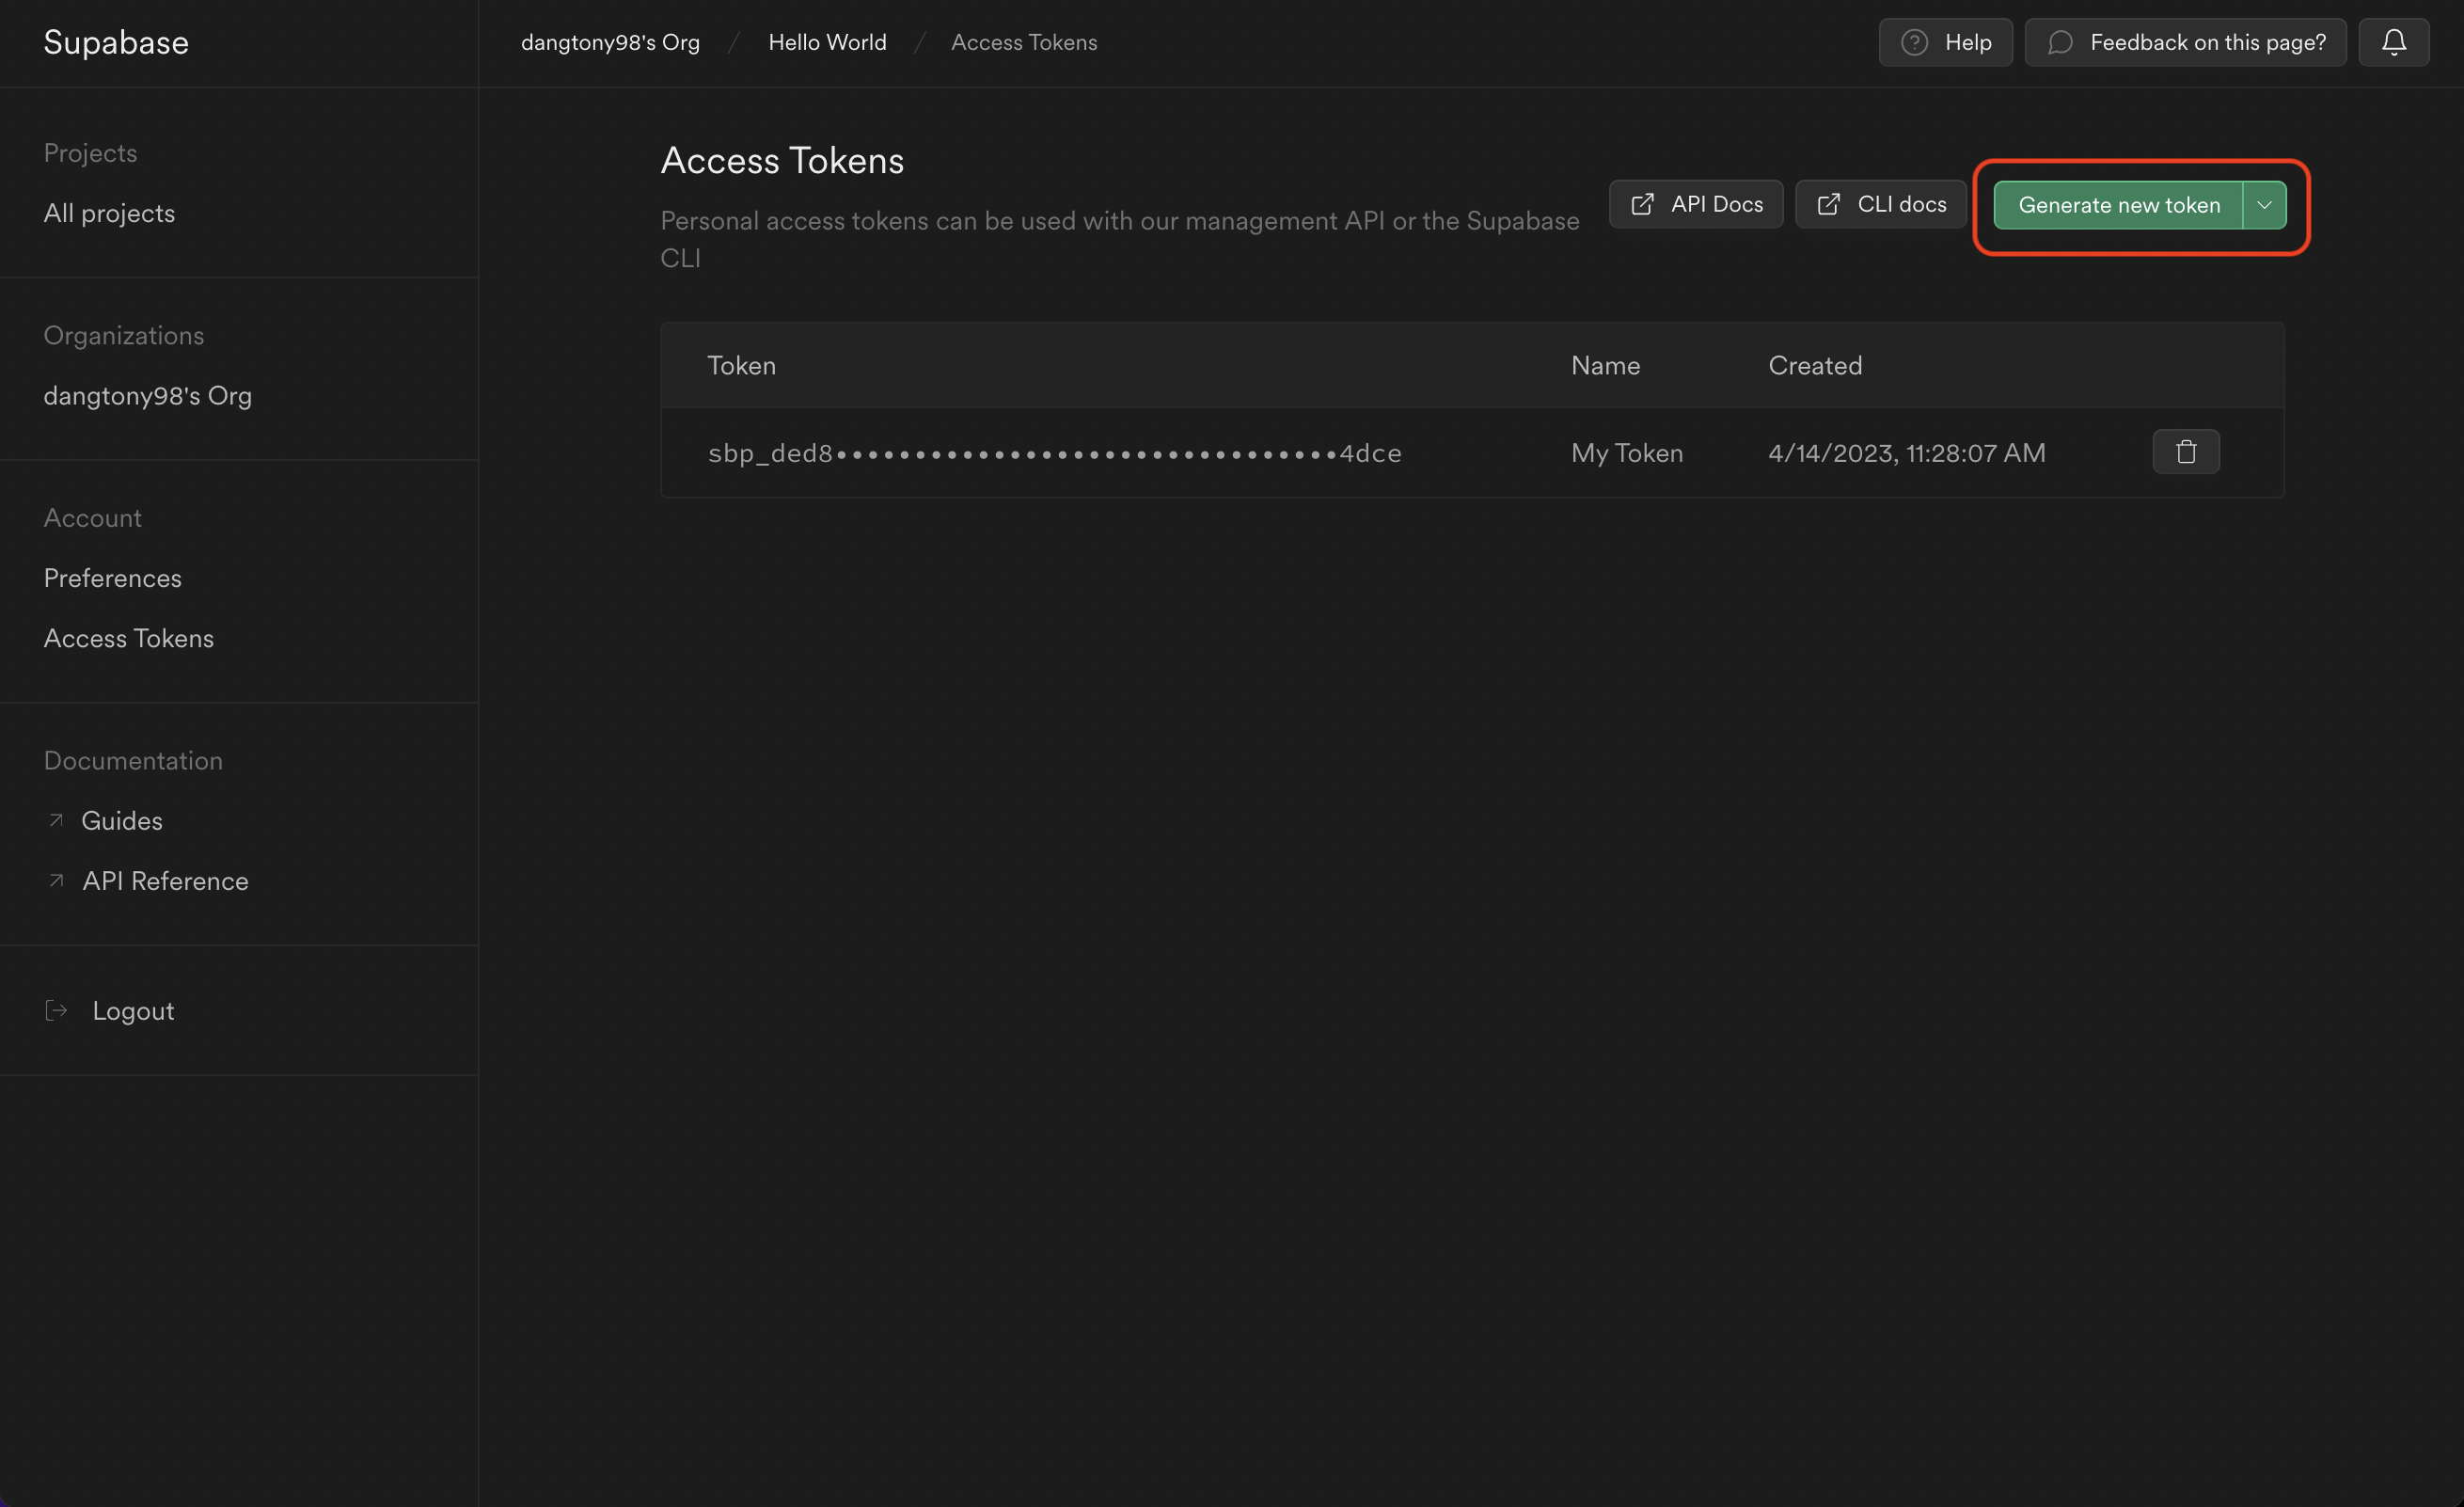 Supabase
dangtony98's Org / Hello World / Access Tokens
Help
Feedback on this page?
Projects
All projects
Organizations
dangtony98's Org
Account
Preferences
Access Tokens
Documentation
Guides
API Reference
Logout
Access Tokens
Personal access tokens can be used with our management API or the Supabase
CLI
API Docs
CLI docs
Generate new token
Token Name Created
sbp_ded8••••••••••••••••••••••••••••••••4dce My Token 4/14/2023, 11:28:07 AM